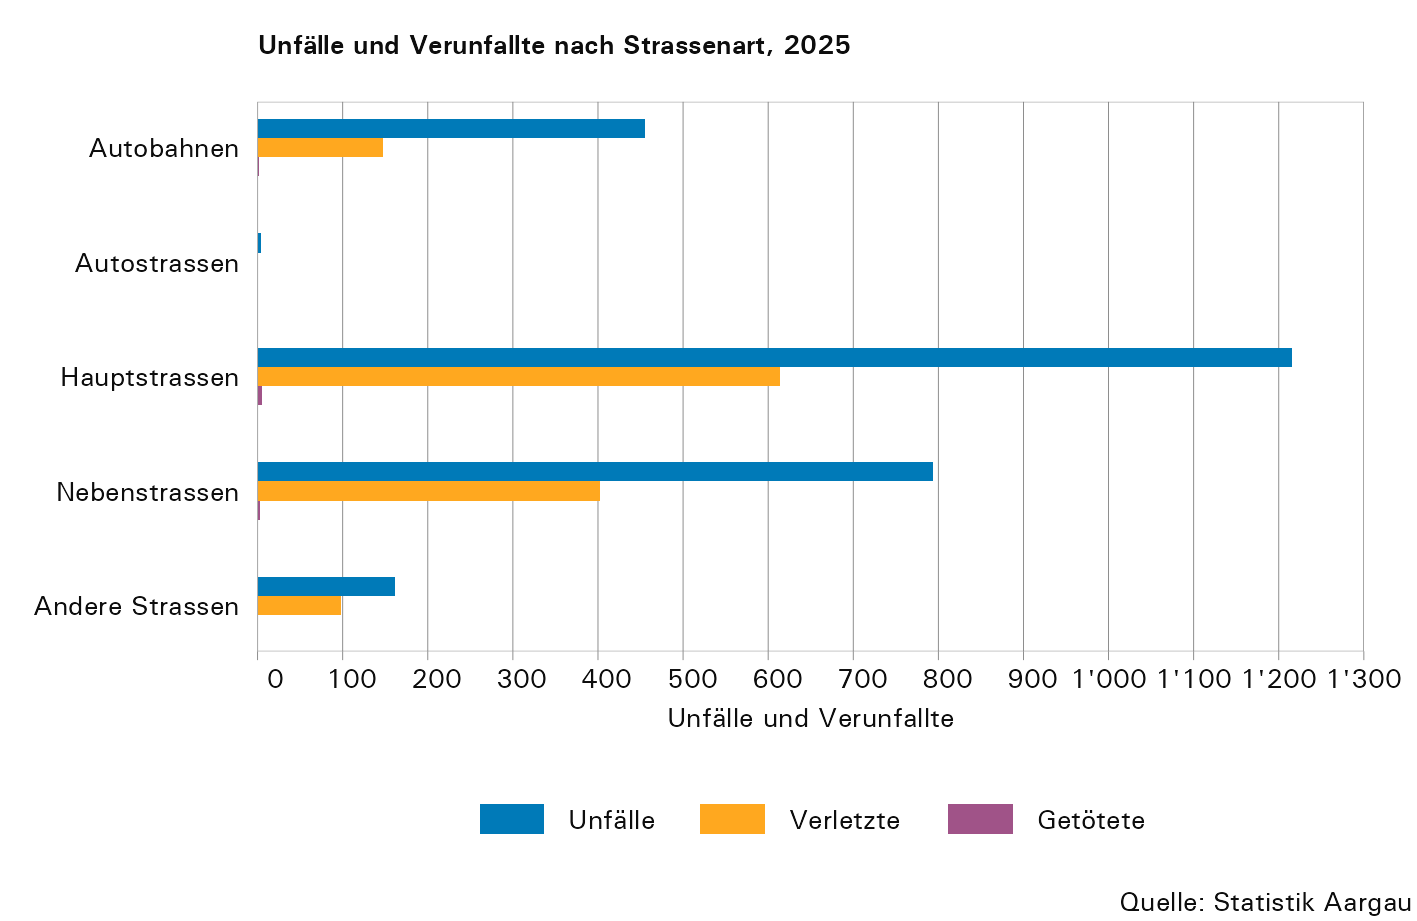 Unfälle und Verunfallte nach Strassenart, 2025
Autobahnen
Autostrassen
Hauptstrassen
Nebenstrassen
Andere Strassen
0 100 200 300 400 500 600 700 800 900 1'000 1'100 1'200 1'300
Unfälle und Verunfallte
Unfälle Verletzte Getötete
Quelle: Statistik Aargau